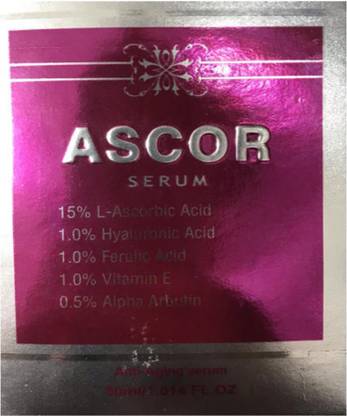 ASCOR
SERUM
15% L-Ascorbic Acid
1.0% Hyaluronic Acid
1.0% Ferulic Acid
1.0% Vitamin E
0.5% Alpha Arbutin
Anti-aging serum
30ml/1.014 FL.OZ